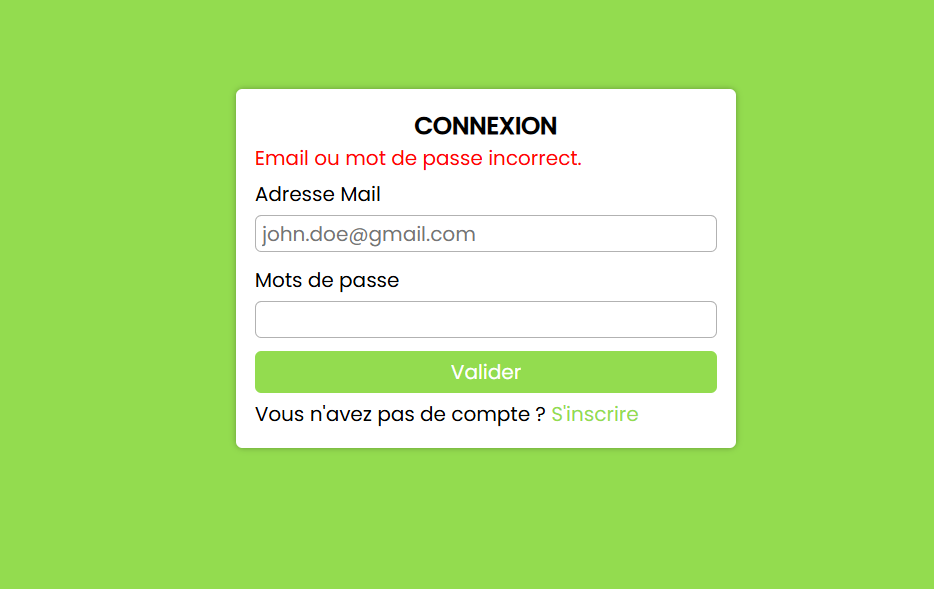 CONNEXION
Email ou mot de passe incorrect.
Adresse Mail
john.doe@gmail.com
Mots de passe
Valider
Vous n'avez pas de compte ? S'inscrire